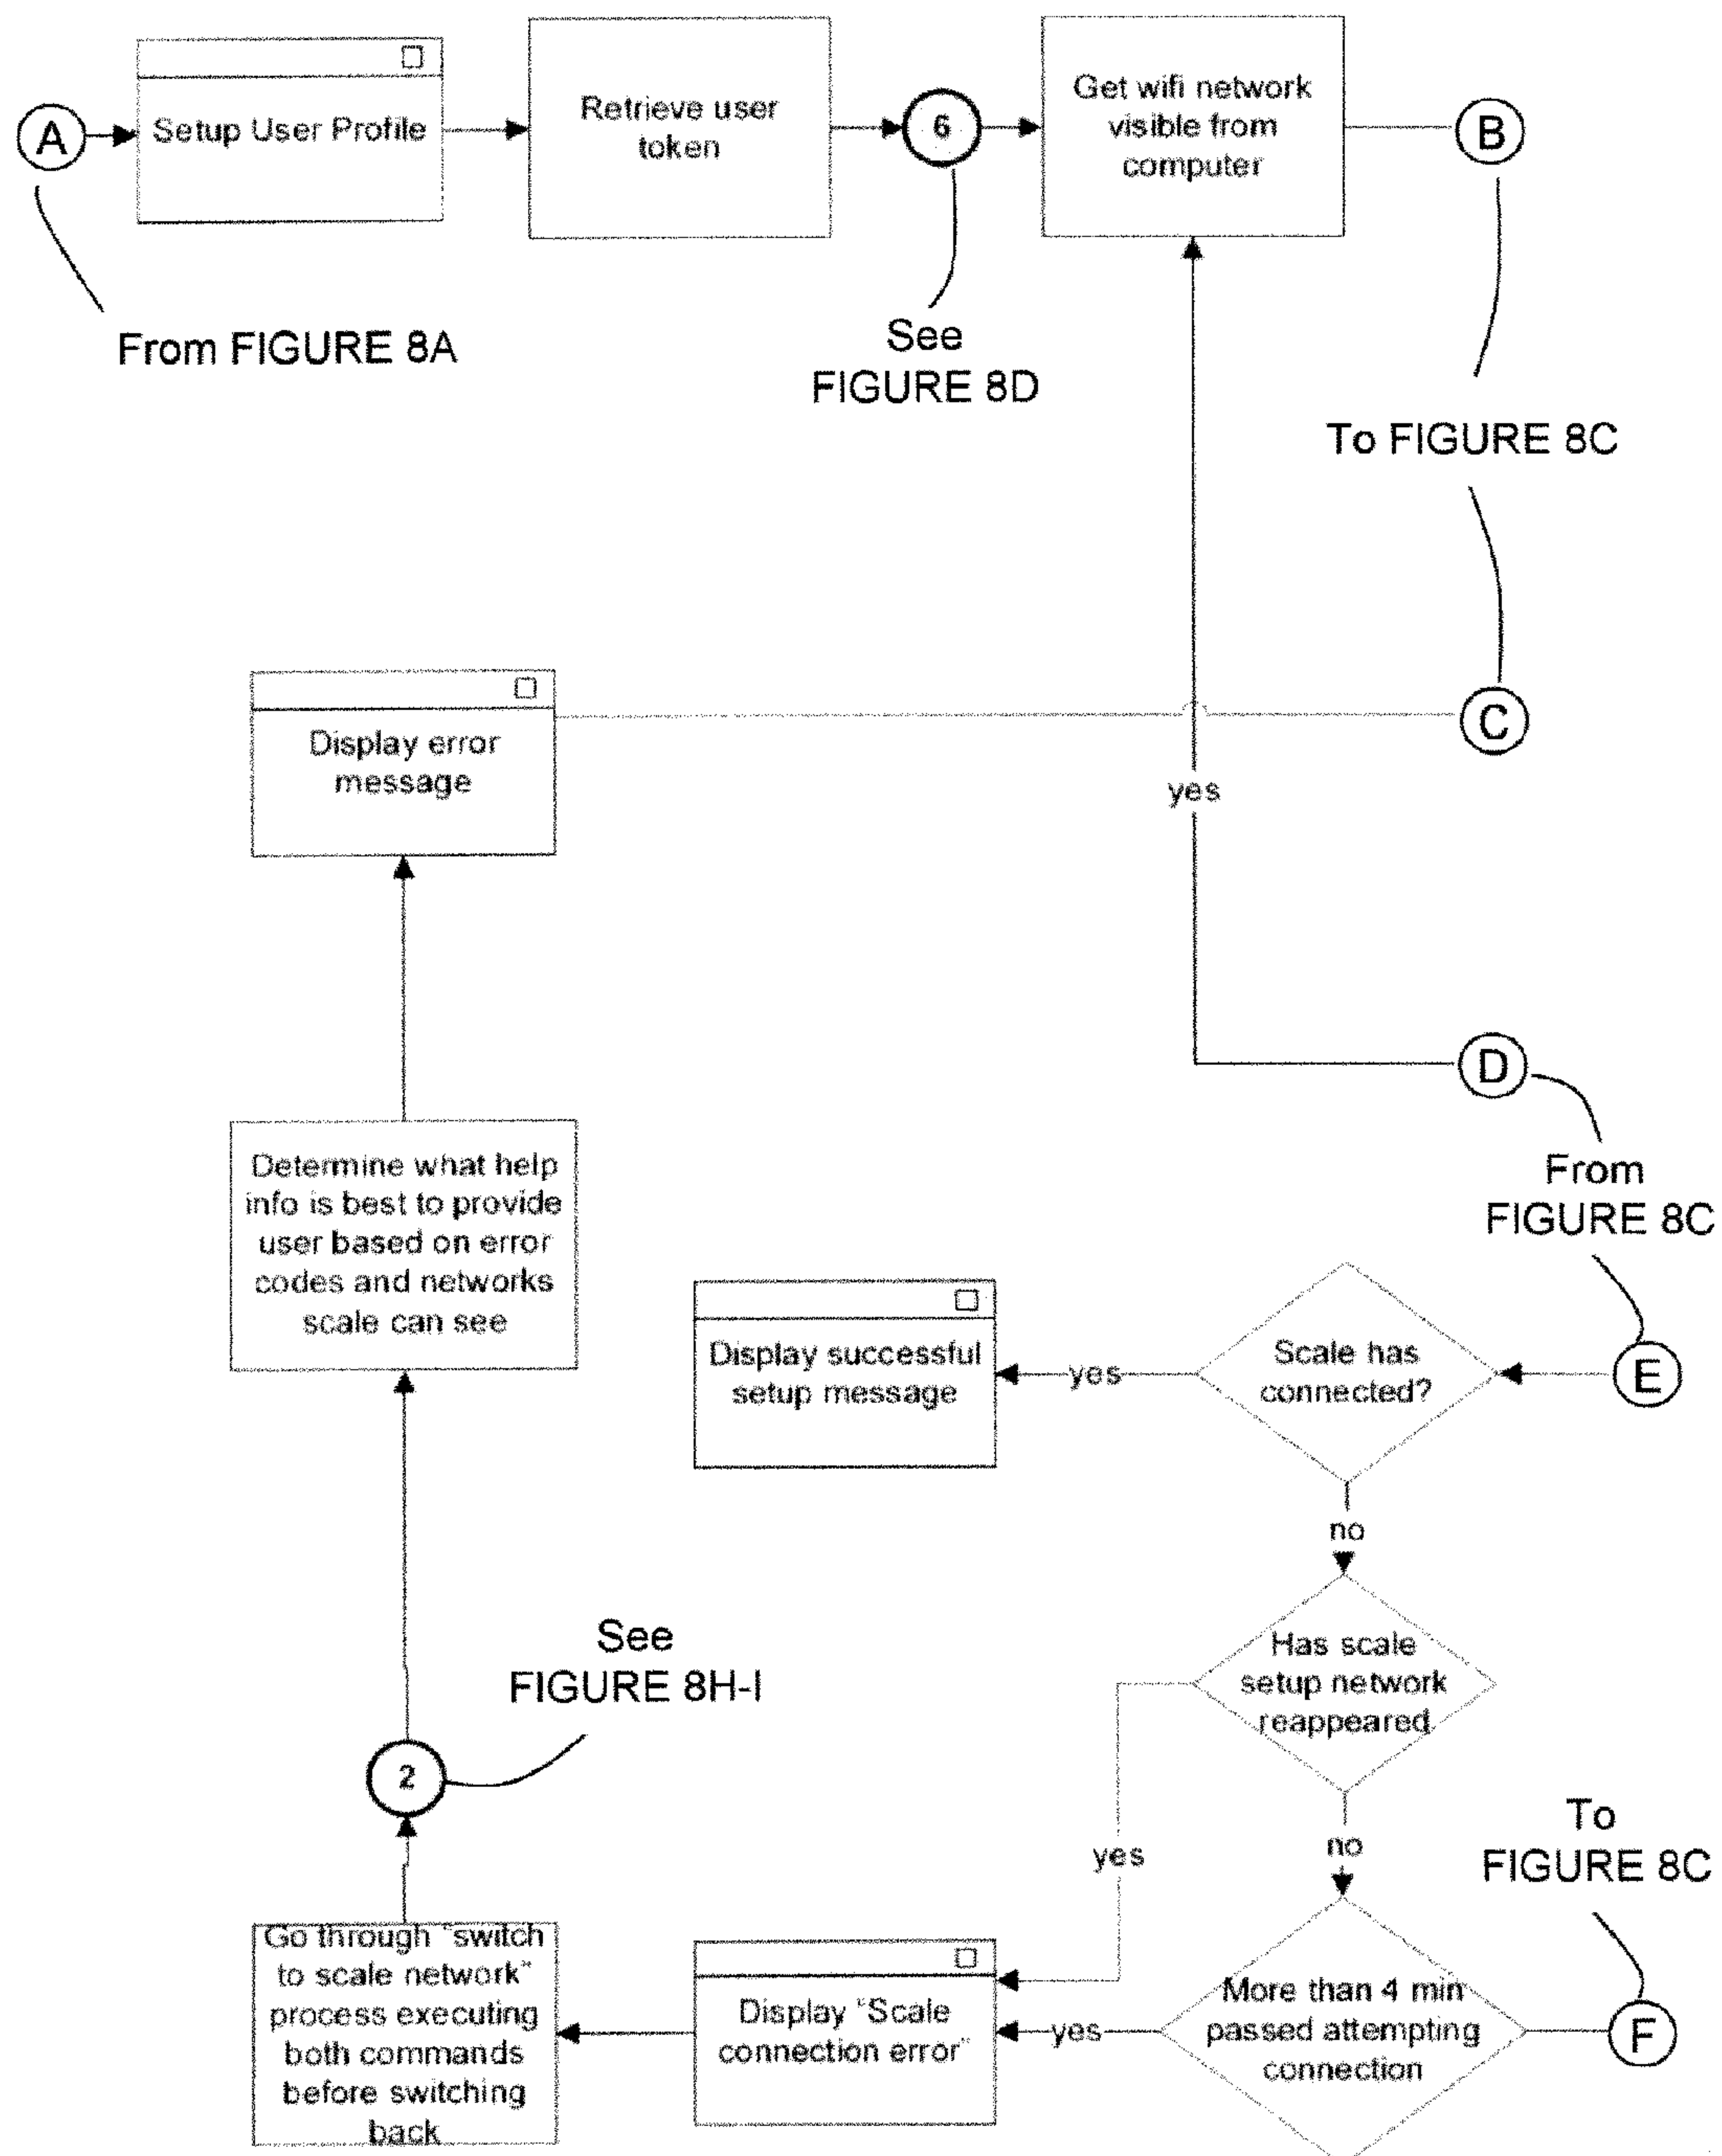 A
Setup User Profile
Retrieve user
token
6
Get wifi network
visible from
computer
B
From FIGURE 8A
See
FIGURE 8D
To FIGURE 8C
Display error
message
C
yes
D
From
FIGURE 8C
Determine what help
info is best to provide
user based on error
codes and networks
scale can see
Display successful
setup message
yes
Scale has
connected?
E
no
See
FIGURE 8H-I
Has scale
setup network
reappeared
2
yes
no
To
FIGURE 8C
Go through "switch
to scale network"
process executing
both commands
before switching
back
Display "Scale
connection error"
yes
More than 4 min
passed attempting
connection
F